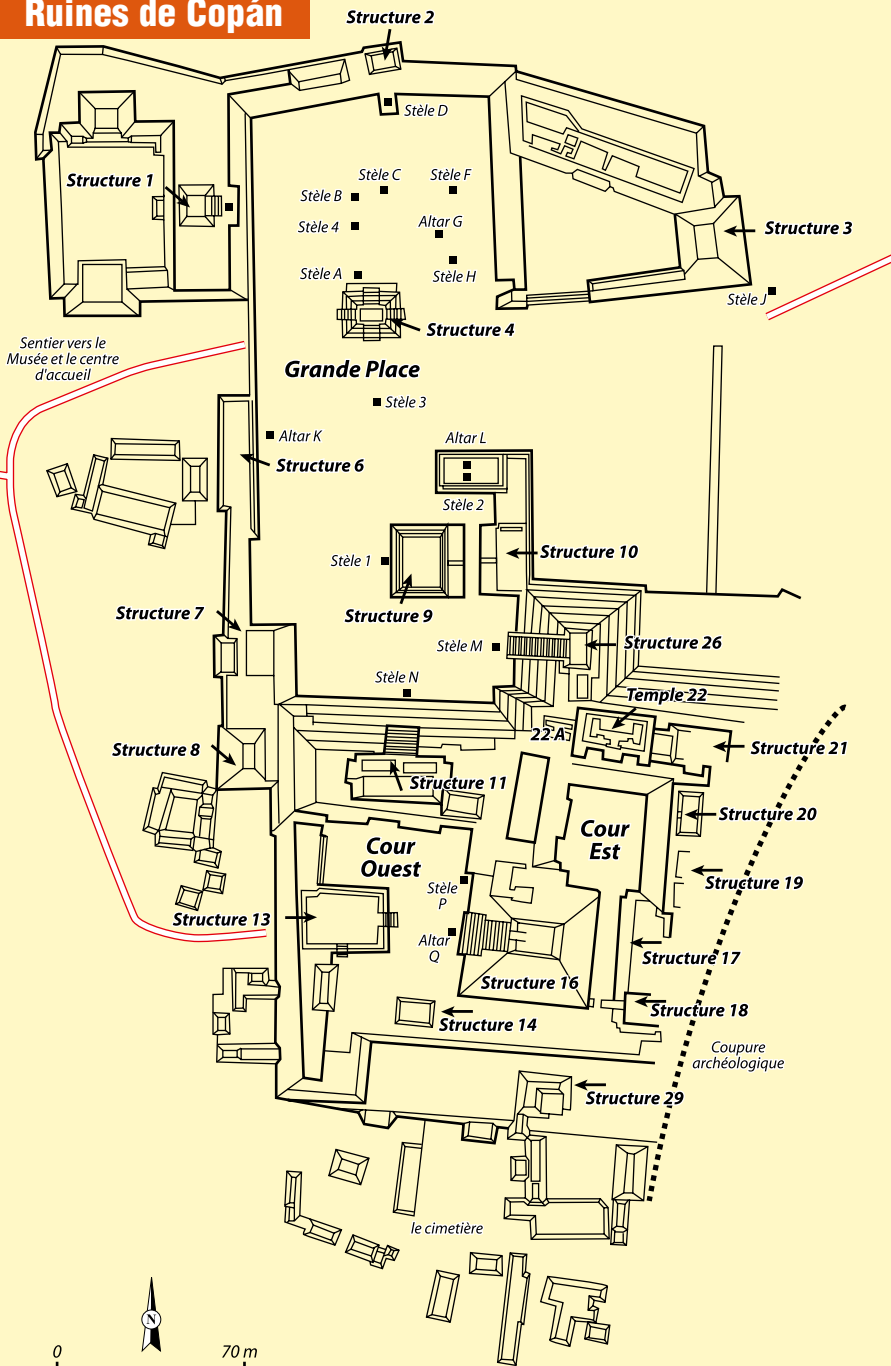 Ruines de Copán
Structure 2
Stèle D
Structure 1
Stèle C
Stèle F
Stèle B
Stèle 4
Altar G
Structure 3
Stèle A
Stèle H
Stèle J
Structure 4
Sentier vers le
Musée et le centre
d'accueil
Grande Place
Stèle 3
Altar K
Altar L
Structure 6
Stèle 2
Stèle 1
Structure 10
Structure 7
Structure 9
Stèle M
Structure 26
Stèle N
Temple 22
22 A
Structure 8
Structure 21
Structure 11
Structure 20
Cour
Ouest
Cour
Est
Stèle
P
Structure 19
Structure 13
Altar
Q
Structure 17
Structure 16
Structure 18
Structure 14
Coupure
archéologique
Structure 29
le cimetière
N
0
70 m